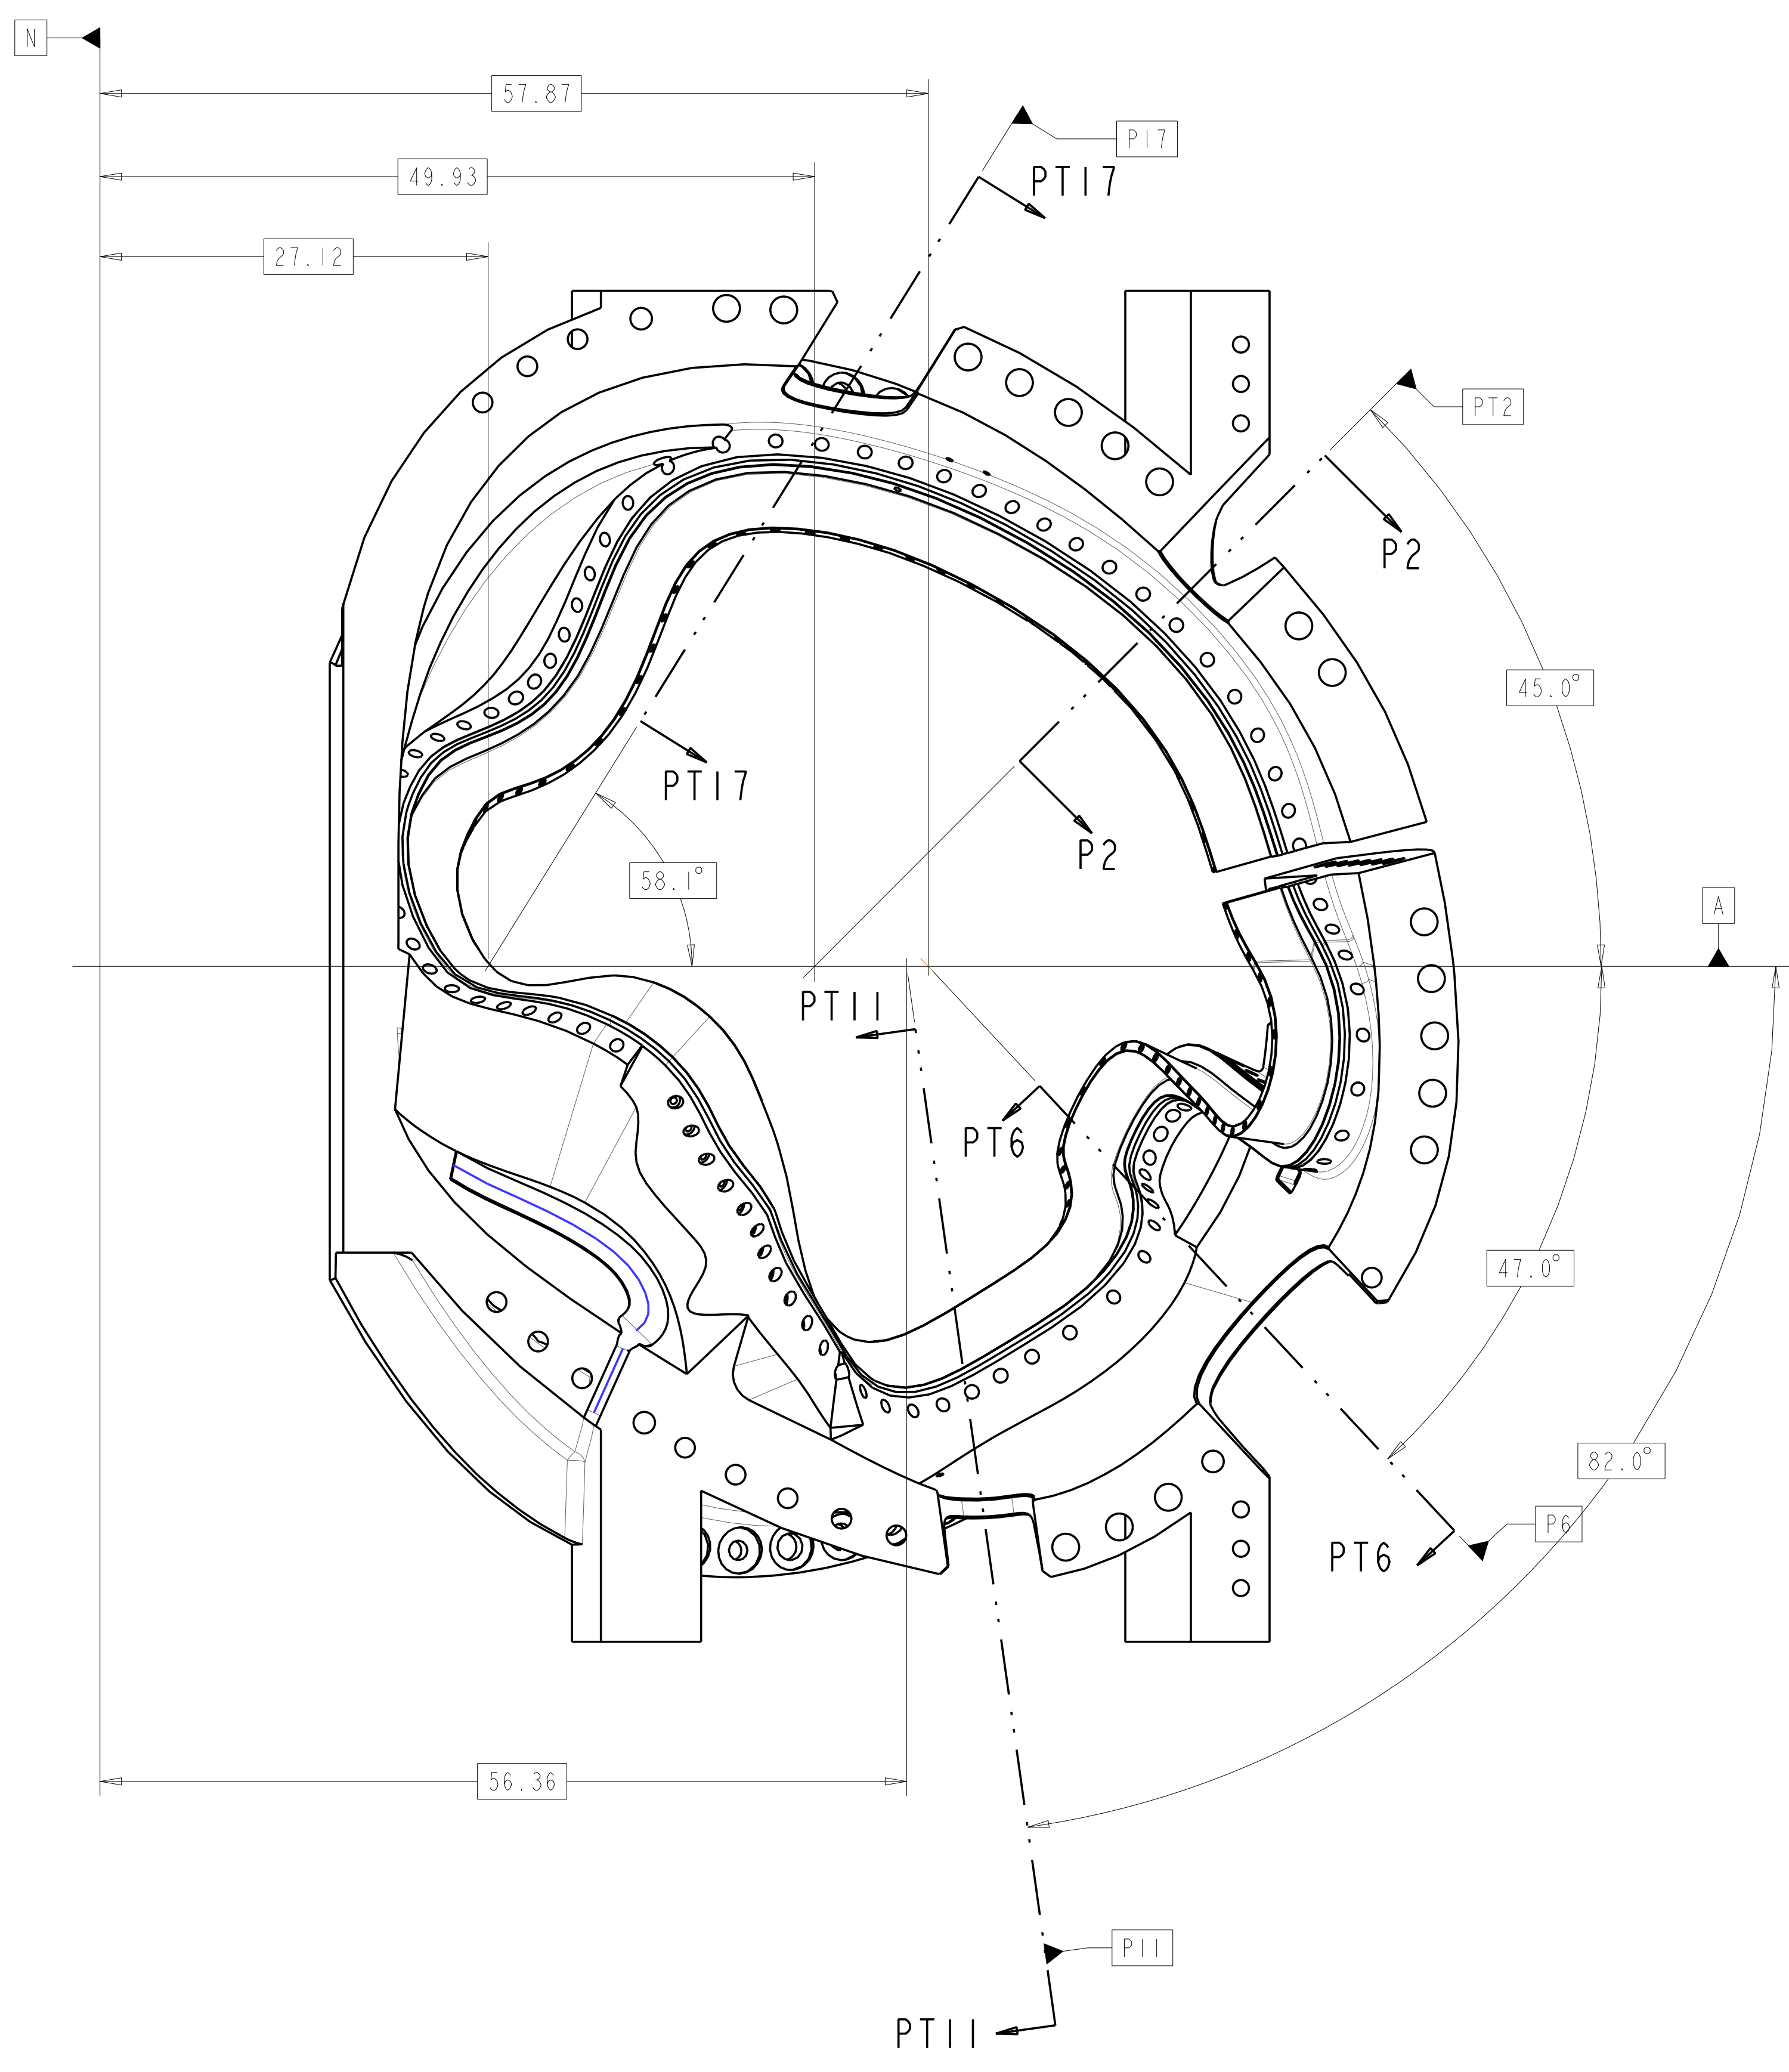 N
57.87
P17
49.93
PT17
27.12
PT2
P2
45.0°
PT17
P2
58.1°
A
PT11
PT6
47.0°
82.0°
P6
PT6
56.36
P11
PT11